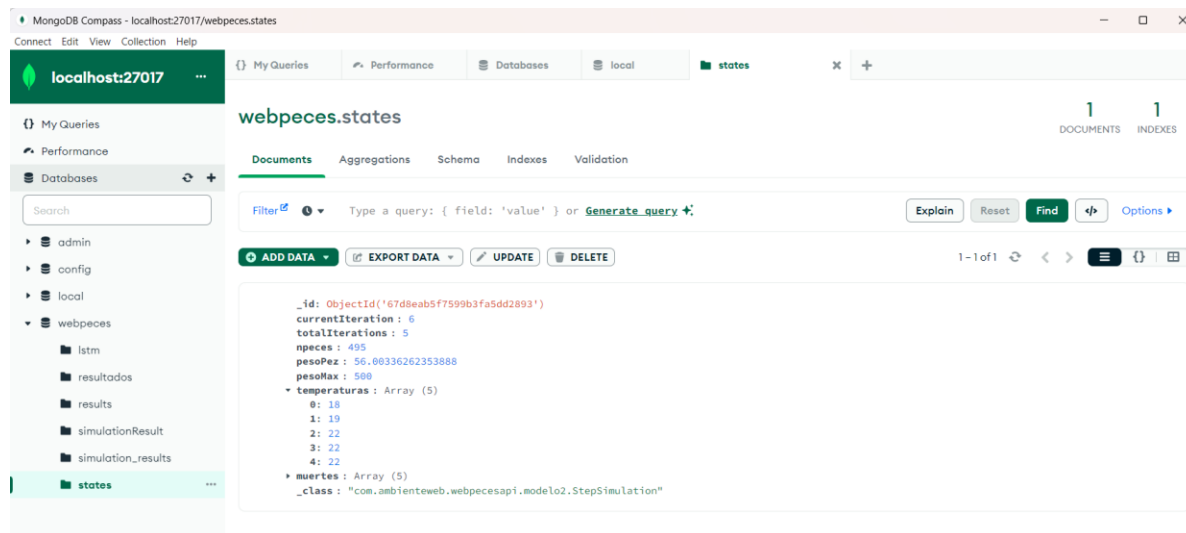 MongoDB Compass - localhost:27017/webpeces.states
Connect Edit View Collection Help
localhost:27017 ...
{} My Queries
Performance
Databases
Search
admin
config
local
webpeces
lstm
resultados
results
simulationResult
simulation_results
states ...
{} My Queries
Performance
Databases
local
states
webpeces.states
1 DOCUMENTS
1 INDEXES
Documents Aggregations Schema Indexes Validation
Filter Type a query: { field: 'value' } or Generate query
Explain Reset Find </> Options
ADD DATA EXPORT DATA UPDATE DELETE
1-1 of 1 {}
_id: ObjectId('67d8eab5f7599b3fa5dd2893')
currentIteration : 6
totalIterations : 5
npeces : 495
pesoPez : 56.00336262353888
pesoMax : 500
temperaturas : Array (5)
0: 18
1: 19
2: 22
3: 22
4: 22
muertes : Array (5)
_class : "com.ambienteweb.webpecesapi.modelo2.StepSimulation"